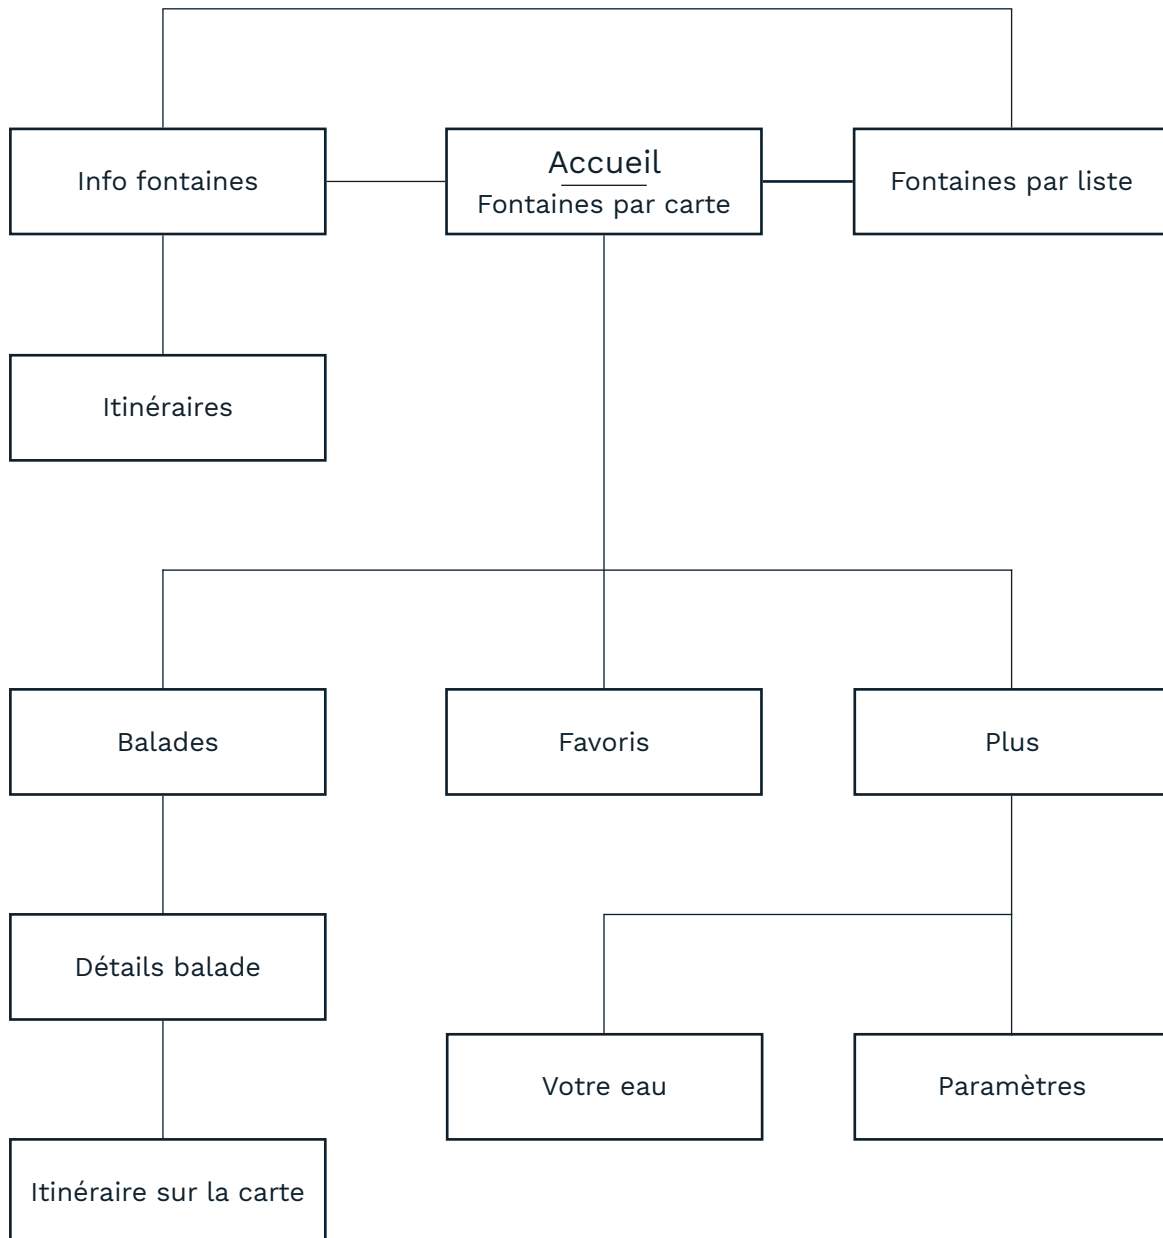 Info fontaines
Accueil
Fontaines par carte
Fontaines par liste
Itinéraires
Balades
Favoris
Plus
Détails balade
Votre eau
Paramètres
Itinéraire sur la carte